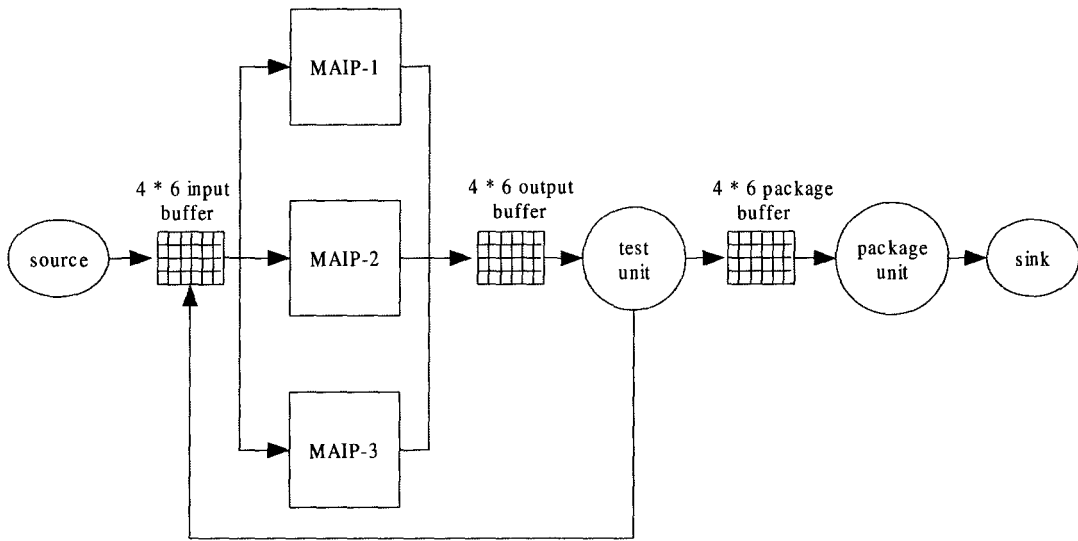 MAIP-1
4 * 6 input
buffer
4 * 6 output
buffer
4 * 6 package
buffer
source
MAIP-2
test
unit
package
unit
sink
MAIP-3